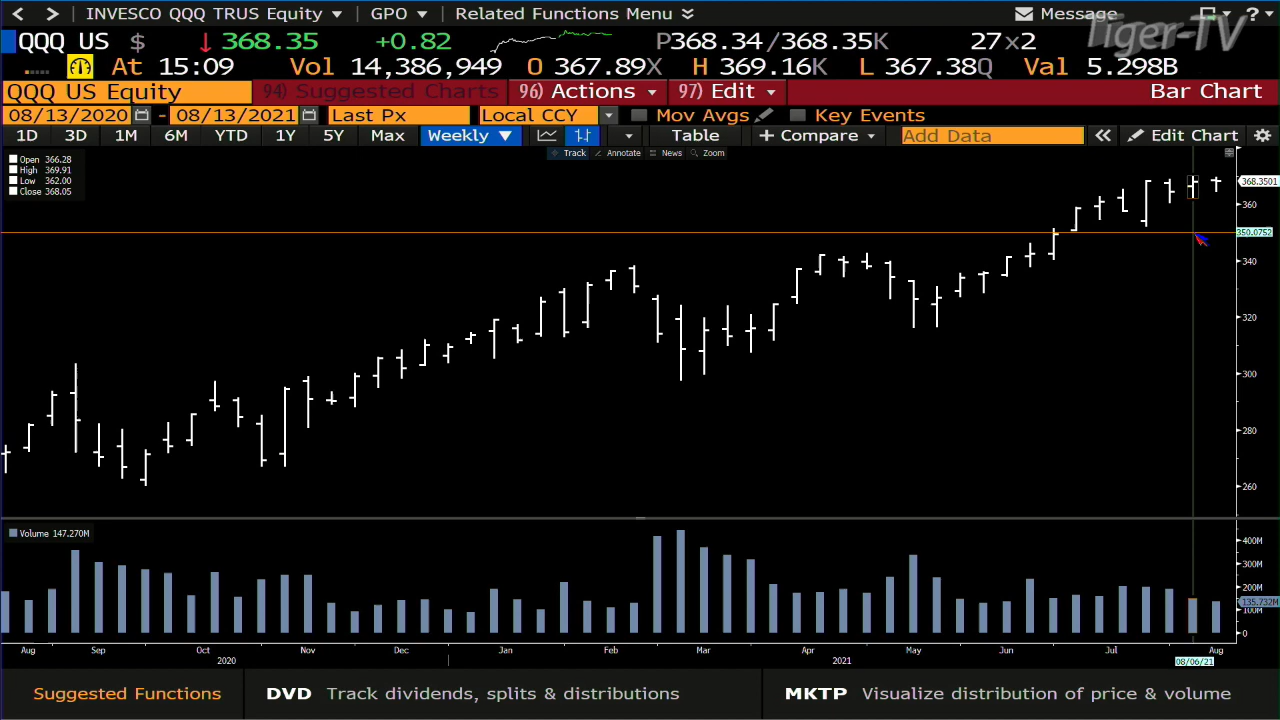 < > INVESCO QQQ TRUS Equity GPO Related Functions Menu Message ?
Tiger-TV
QQQ US $ ↓ 368.35 +0.82 P368.34/368.35K 27x2
At 15:09 Vol 14,386,949 O 367.89X H 369.16K L 367.38Q Val 5.298B
QQQ US Equity 94) Suggested Charts 96) Actions 97) Edit Bar Chart
08/13/2020 - 08/13/2021 Last Px Local CCY Mov Avgs Key Events
1D 3D 1M 6M YTD 1Y 5Y Max Weekly ▼ Table + Compare Add Data « Edit Chart
Track Annotate News Zoom
Open 366.28
High 369.91
Low 362.00
Close 368.05
368.3501
360
350.0752
340
320
300
280
260
Volume 147.270M
400M
300M
200M
135.732M
100M
0
Aug Sep Oct Nov Dec Jan Feb Mar Apr May Jun Jul Aug
2020 2021 08/06/21
Suggested Functions DVD Track dividends, splits & distributions MKTP Visualize distribution of price & volume